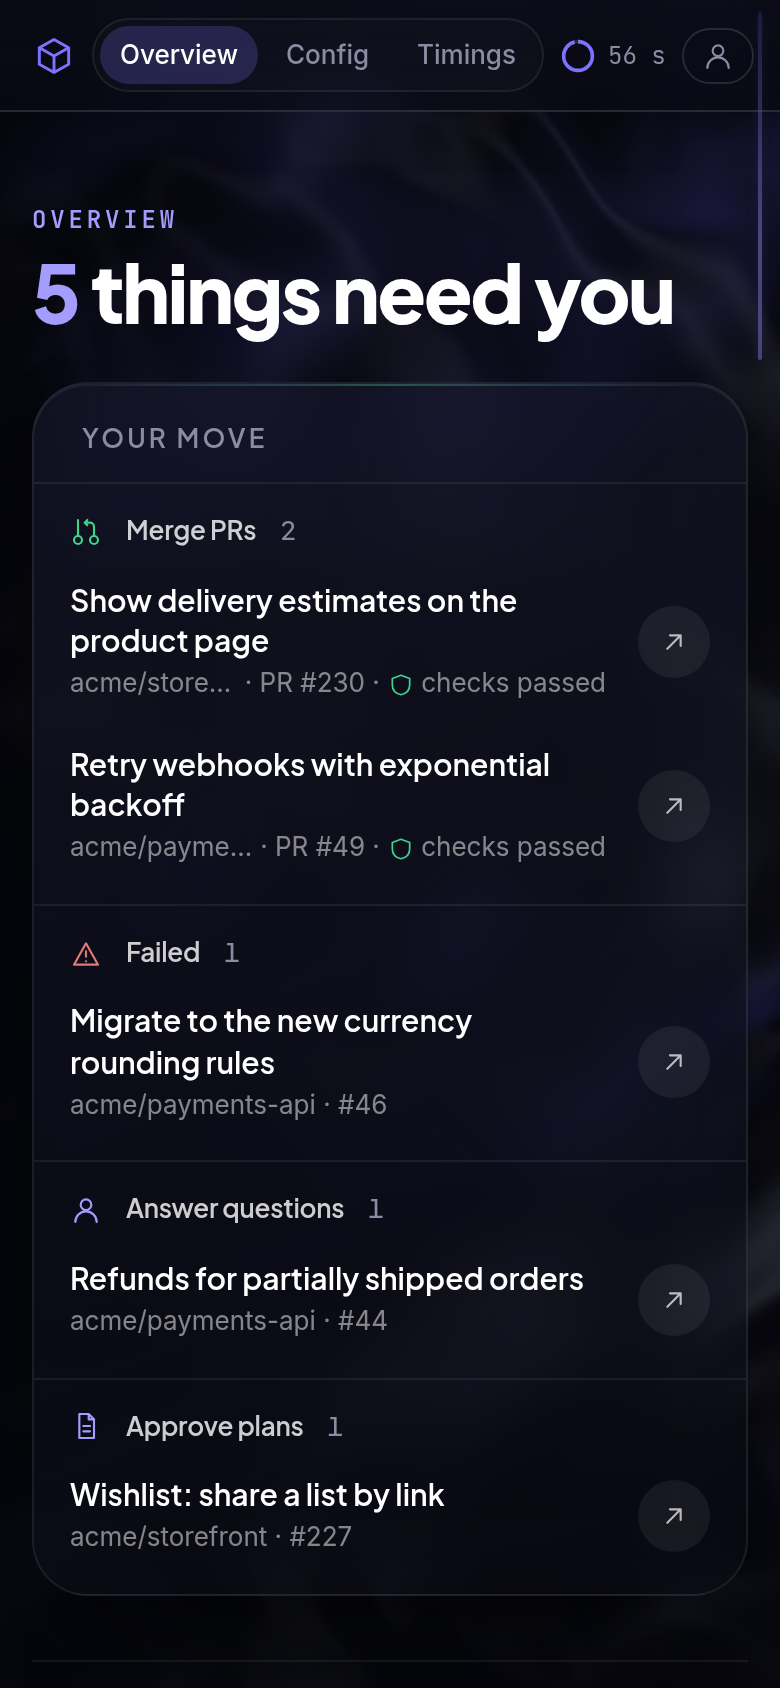 Overview Config Timings 56 s
OVERVIEW
5 things need you
YOUR MOVE
Merge PRs 2
Show delivery estimates on the
product page
acme/store... · PR #230 · checks passed
Retry webhooks with exponential
backoff
acme/payme... · PR #49 · checks passed
Failed 1
Migrate to the new currency
rounding rules
acme/payments-api · #46
Answer questions 1
Refunds for partially shipped orders
acme/payments-api · #44
Approve plans 1
Wishlist: share a list by link
acme/storefront · #227